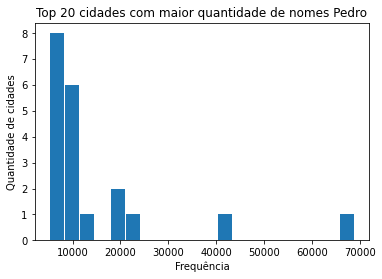 Top 20 cidades com maior quantidade de nomes Pedro
Quantidade de cidades
8
7
6
5
4
3
2
1
0
10000 20000 30000 40000 50000 60000 70000
Frequência